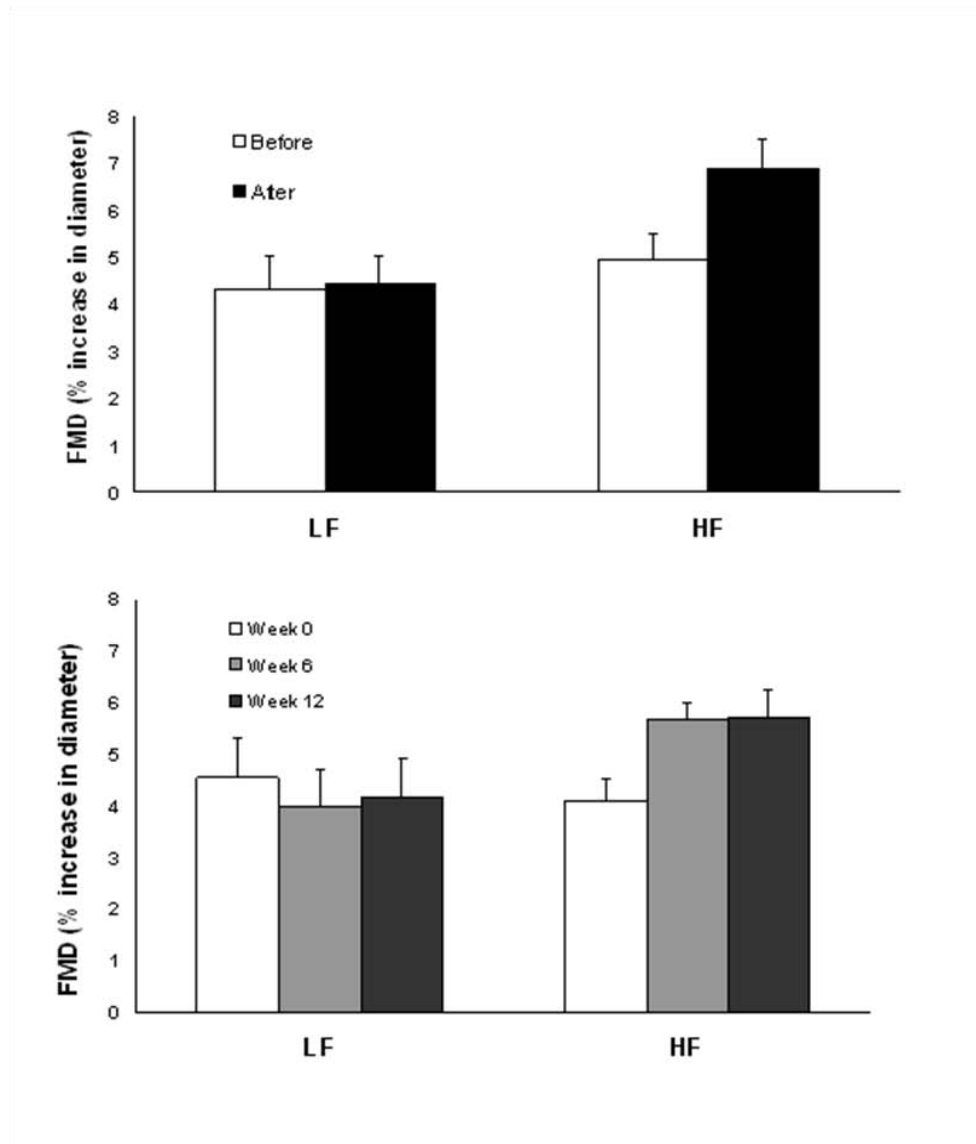 FMD (% increase in diameter)
8
7
6
5
4
3
2
1
0
Before
After
LF
HF
FMD (% increase in diameter)
8
7
6
5
4
3
2
1
0
Week 0
Week 6
Week 12
LF
HF